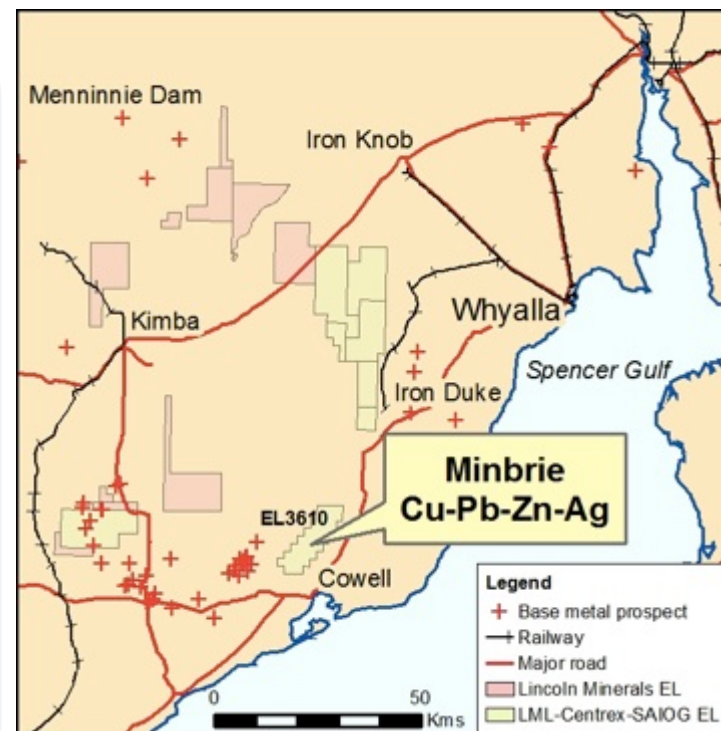 Menninnie Dam
Iron Knob
Kimba
Whyalla
Spencer Gulf
Iron Duke
Minbrie
Cu-Pb-Zn-Ag
EL3610
Cowell
Legend
Base metal prospect
Railway
Major road
Lincoln Minerals EL
LML-Centrex-SAIOG EL
0 50
Kms